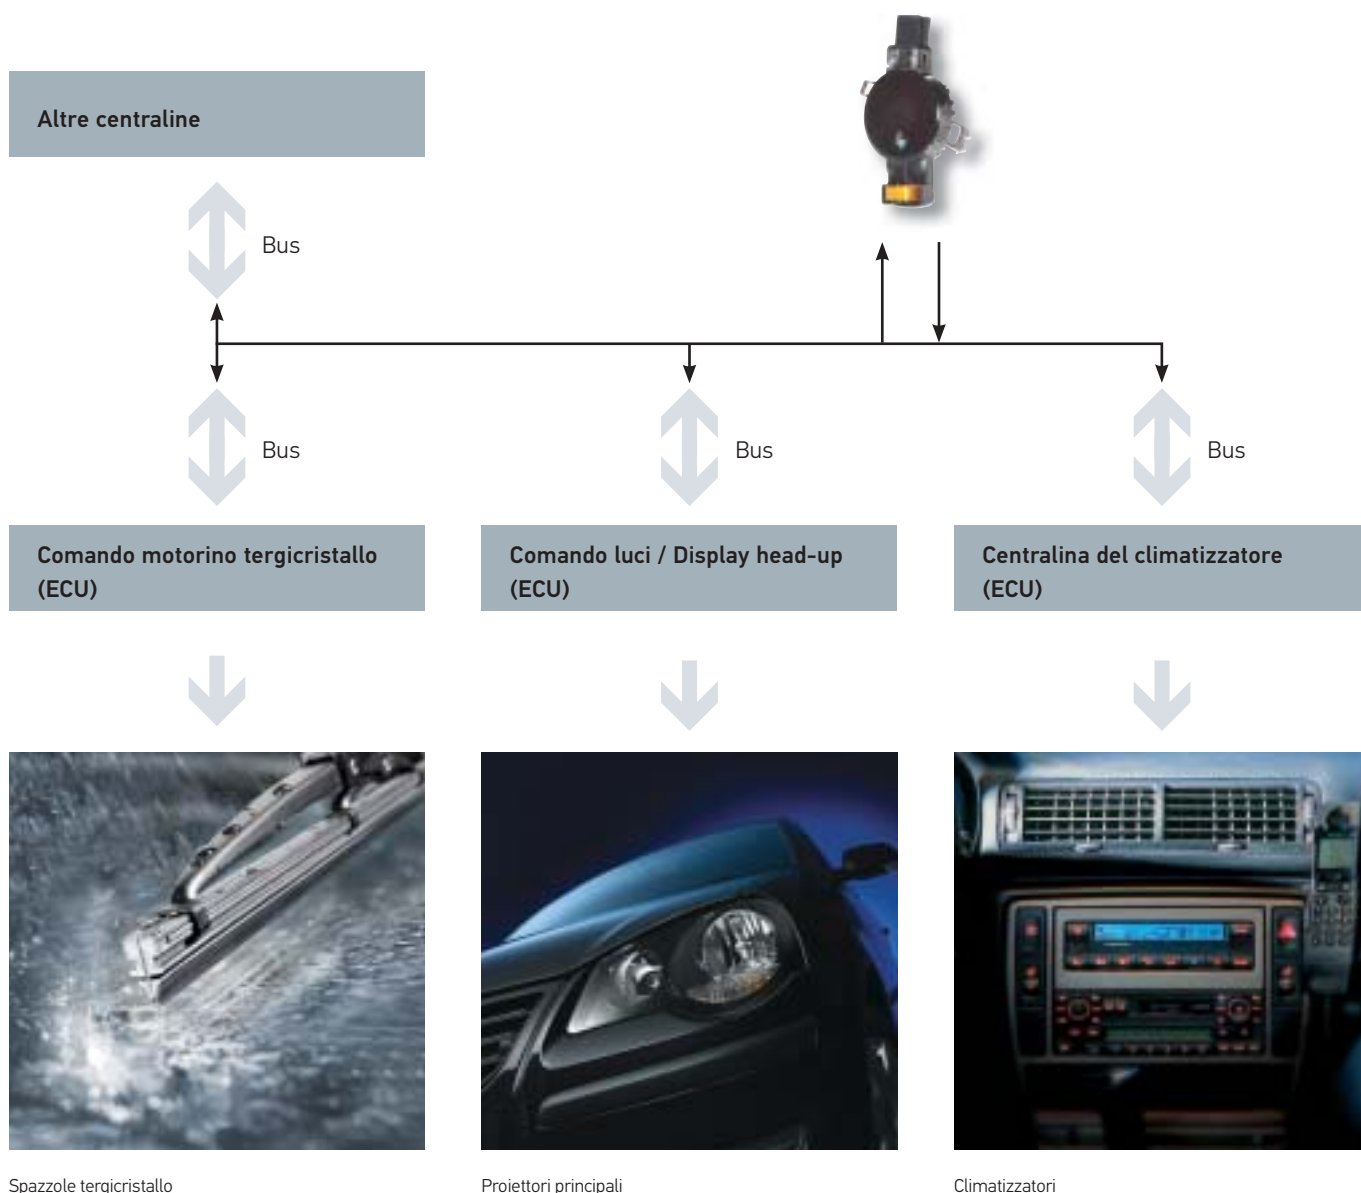 Altre centraline
Bus
Bus
Bus
Bus
Comando motorino tergicristallo
(ECU)
Comando luci / Display head-up
(ECU)
Centralina del climatizzatore
(ECU)
Spazzole tergicristallo
Proiettori principali
Climatizzatori